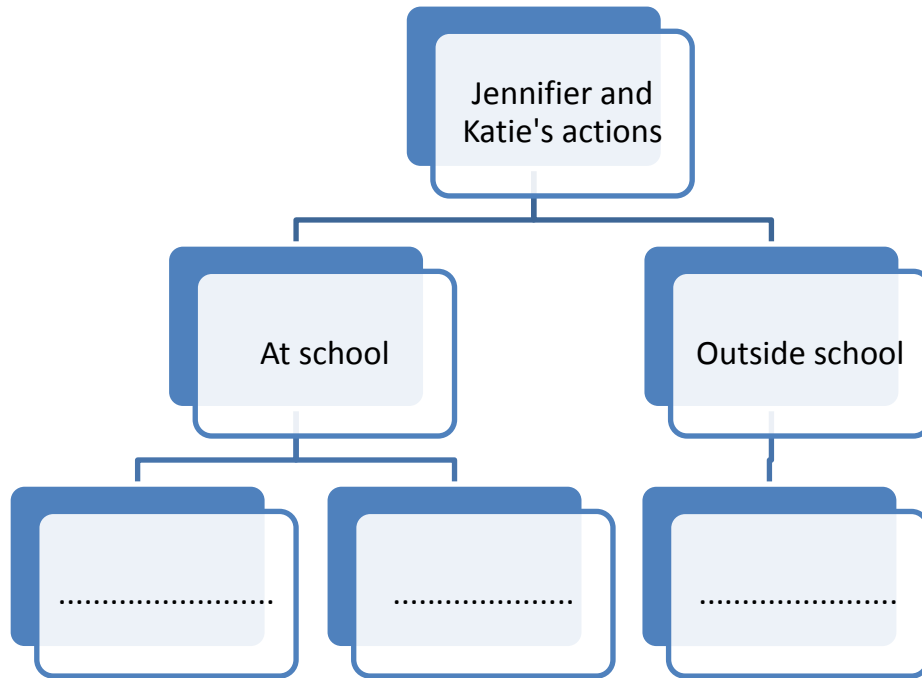 Jennifier and
Katie's actions
At school
Outside school
.........................
.....................
.......................